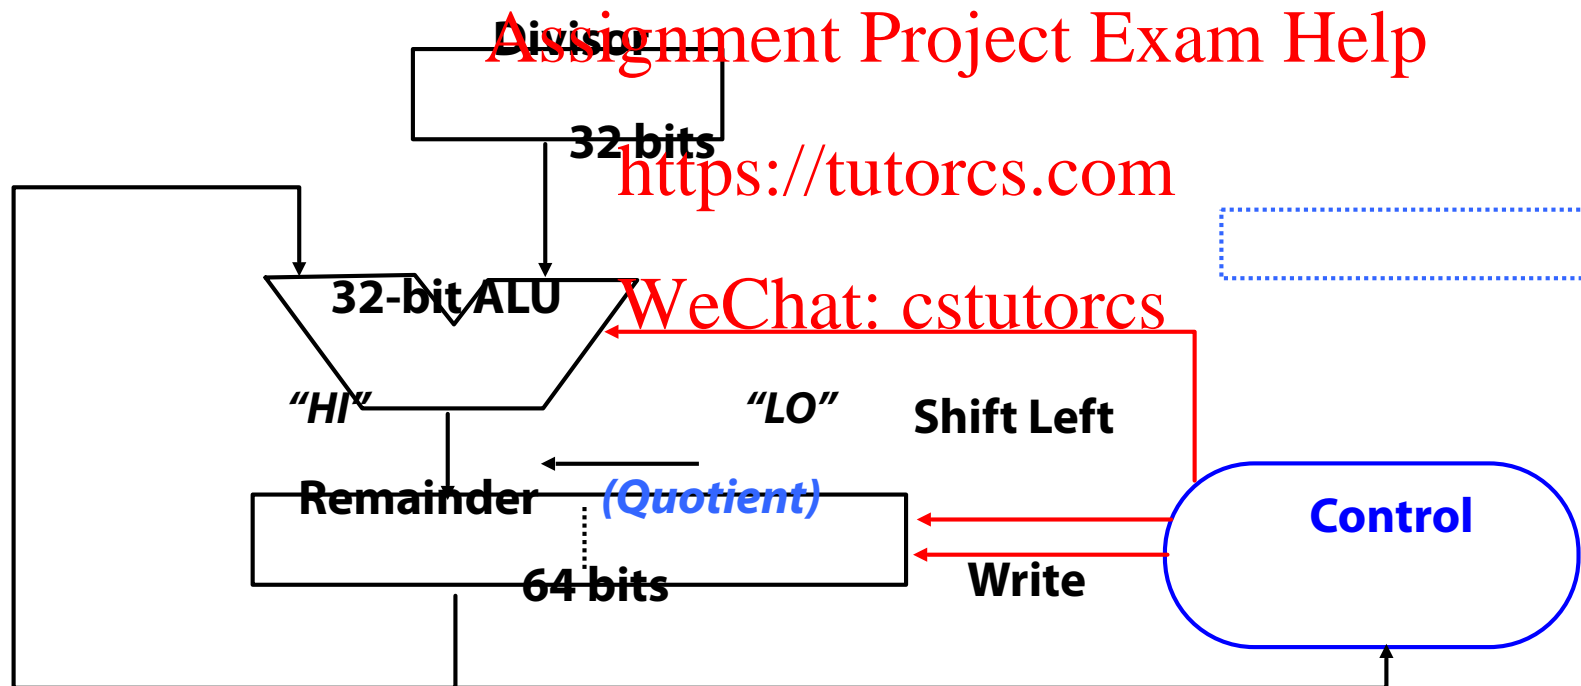 Divisor
Assignment Project Exam Help
32 bits
https://tutorcs.com
32-bit ALU
WeChat: cstutorcs
“HI”
“LO”
Shift Left
Remainder
(Quotient)
Control
64 bits
Write